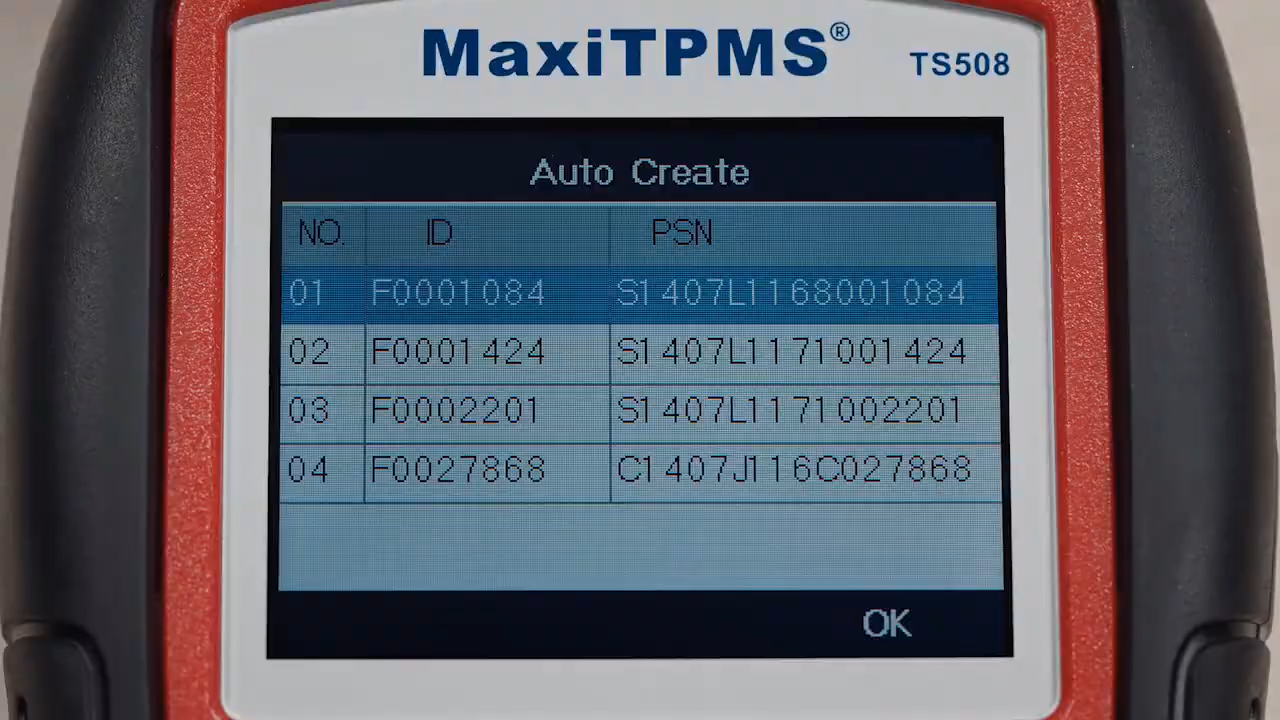 MaxiTPMS®
TS508
Auto Create
NO. ID PSN
01 F0001084 S1407L1168001084
02 F0001424 S1407L1171001424
03 F0002201 S1407L1171002201
04 F0027868 C1407J116C027868
OK